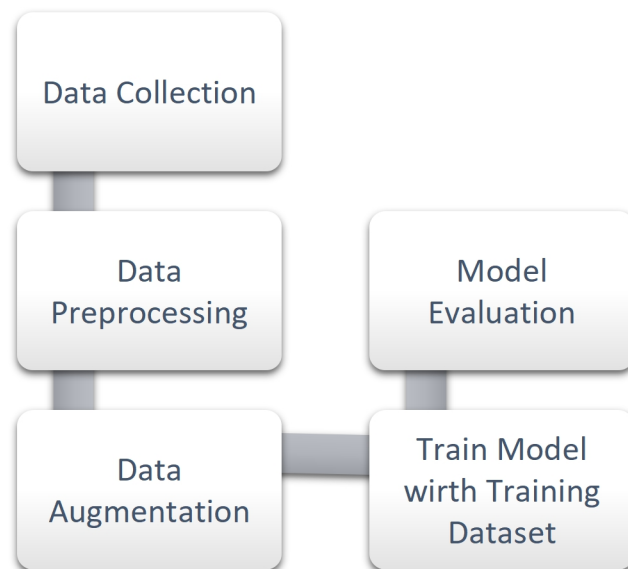 Data Collection
Data
Preprocessing
Data
Augmentation
Train Model
wirth Training
Dataset
Model
Evaluation